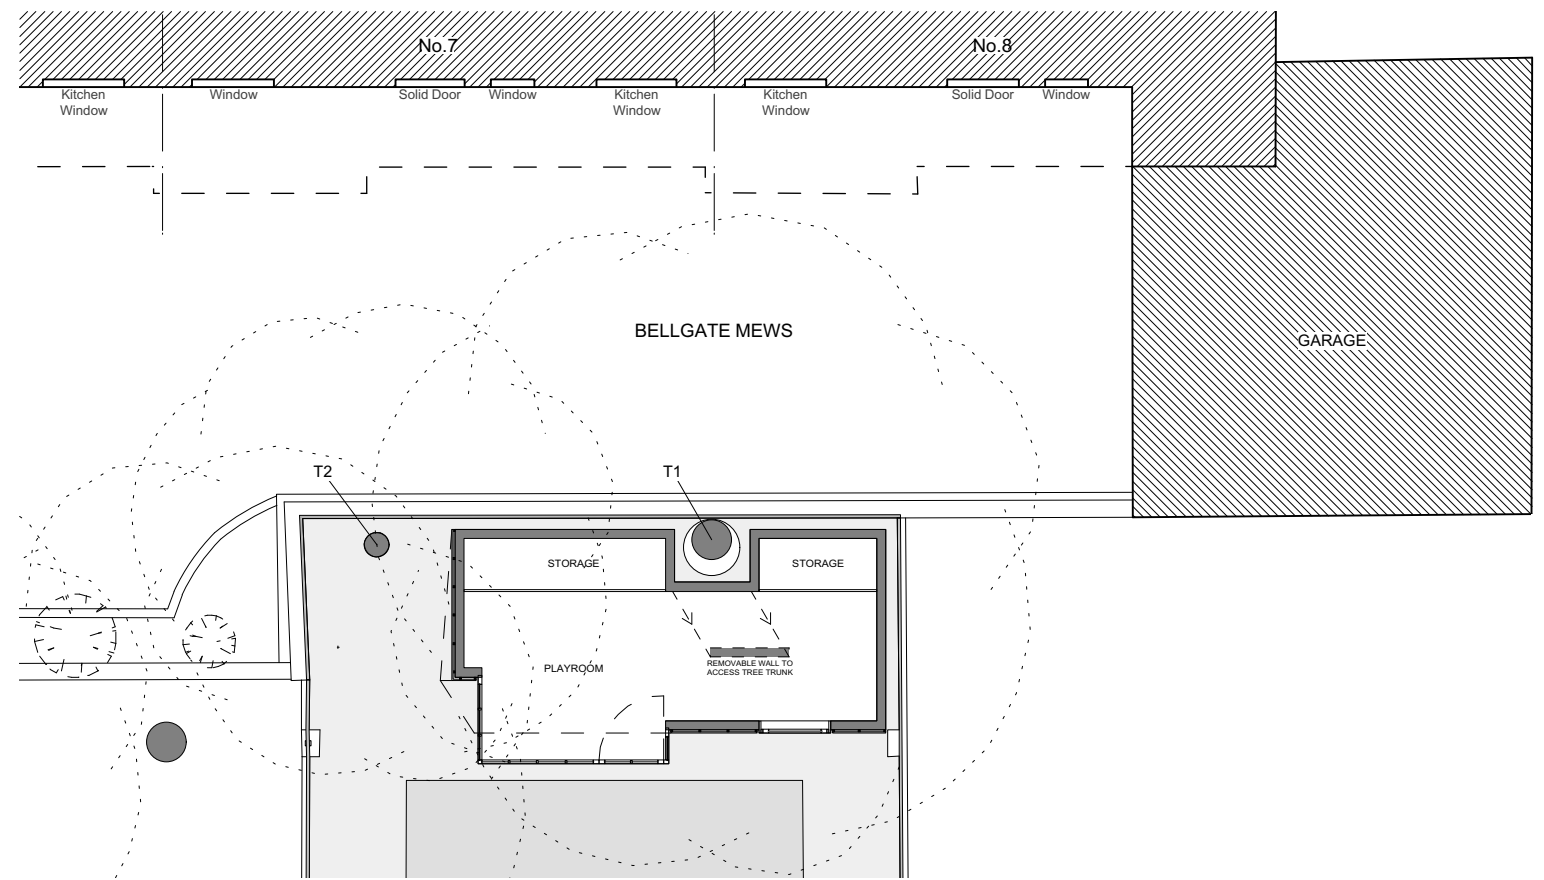 No.7
No.8
Kitchen
Window
Window
Solid Door
Window
Kitchen
Window
Kitchen
Window
Solid Door
Window
BELLGATE MEWS
GARAGE
T2
T1
STORAGE
STORAGE
PLAYROOM
REMOVABLE WALL TO
ACCESS TREE TRUNK